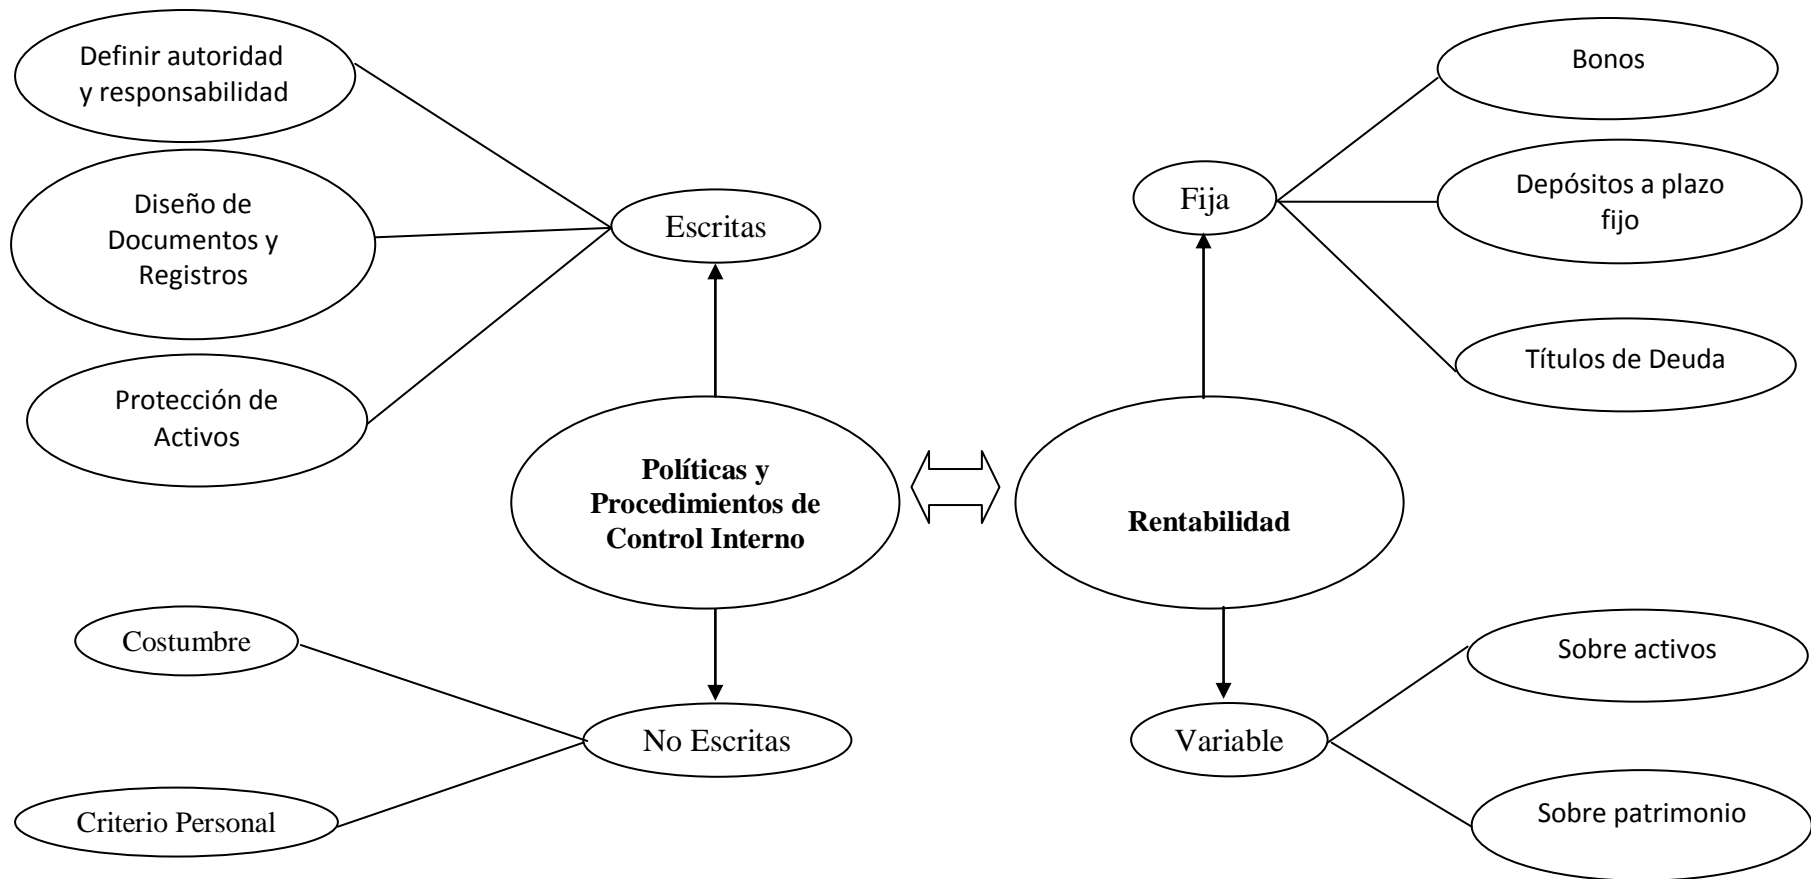 Definir autoridad
y responsabilidad
Diseño de
Documentos y
Registros
Protección de
Activos
Escritas
Políticas y
Procedimientos de
Control Interno
Costumbre
No Escritas
Criterio Personal
Bonos
Fija
Depósitos a plazo
fijo
Títulos de Deuda
Rentabilidad
Sobre activos
Variable
Sobre patrimonio